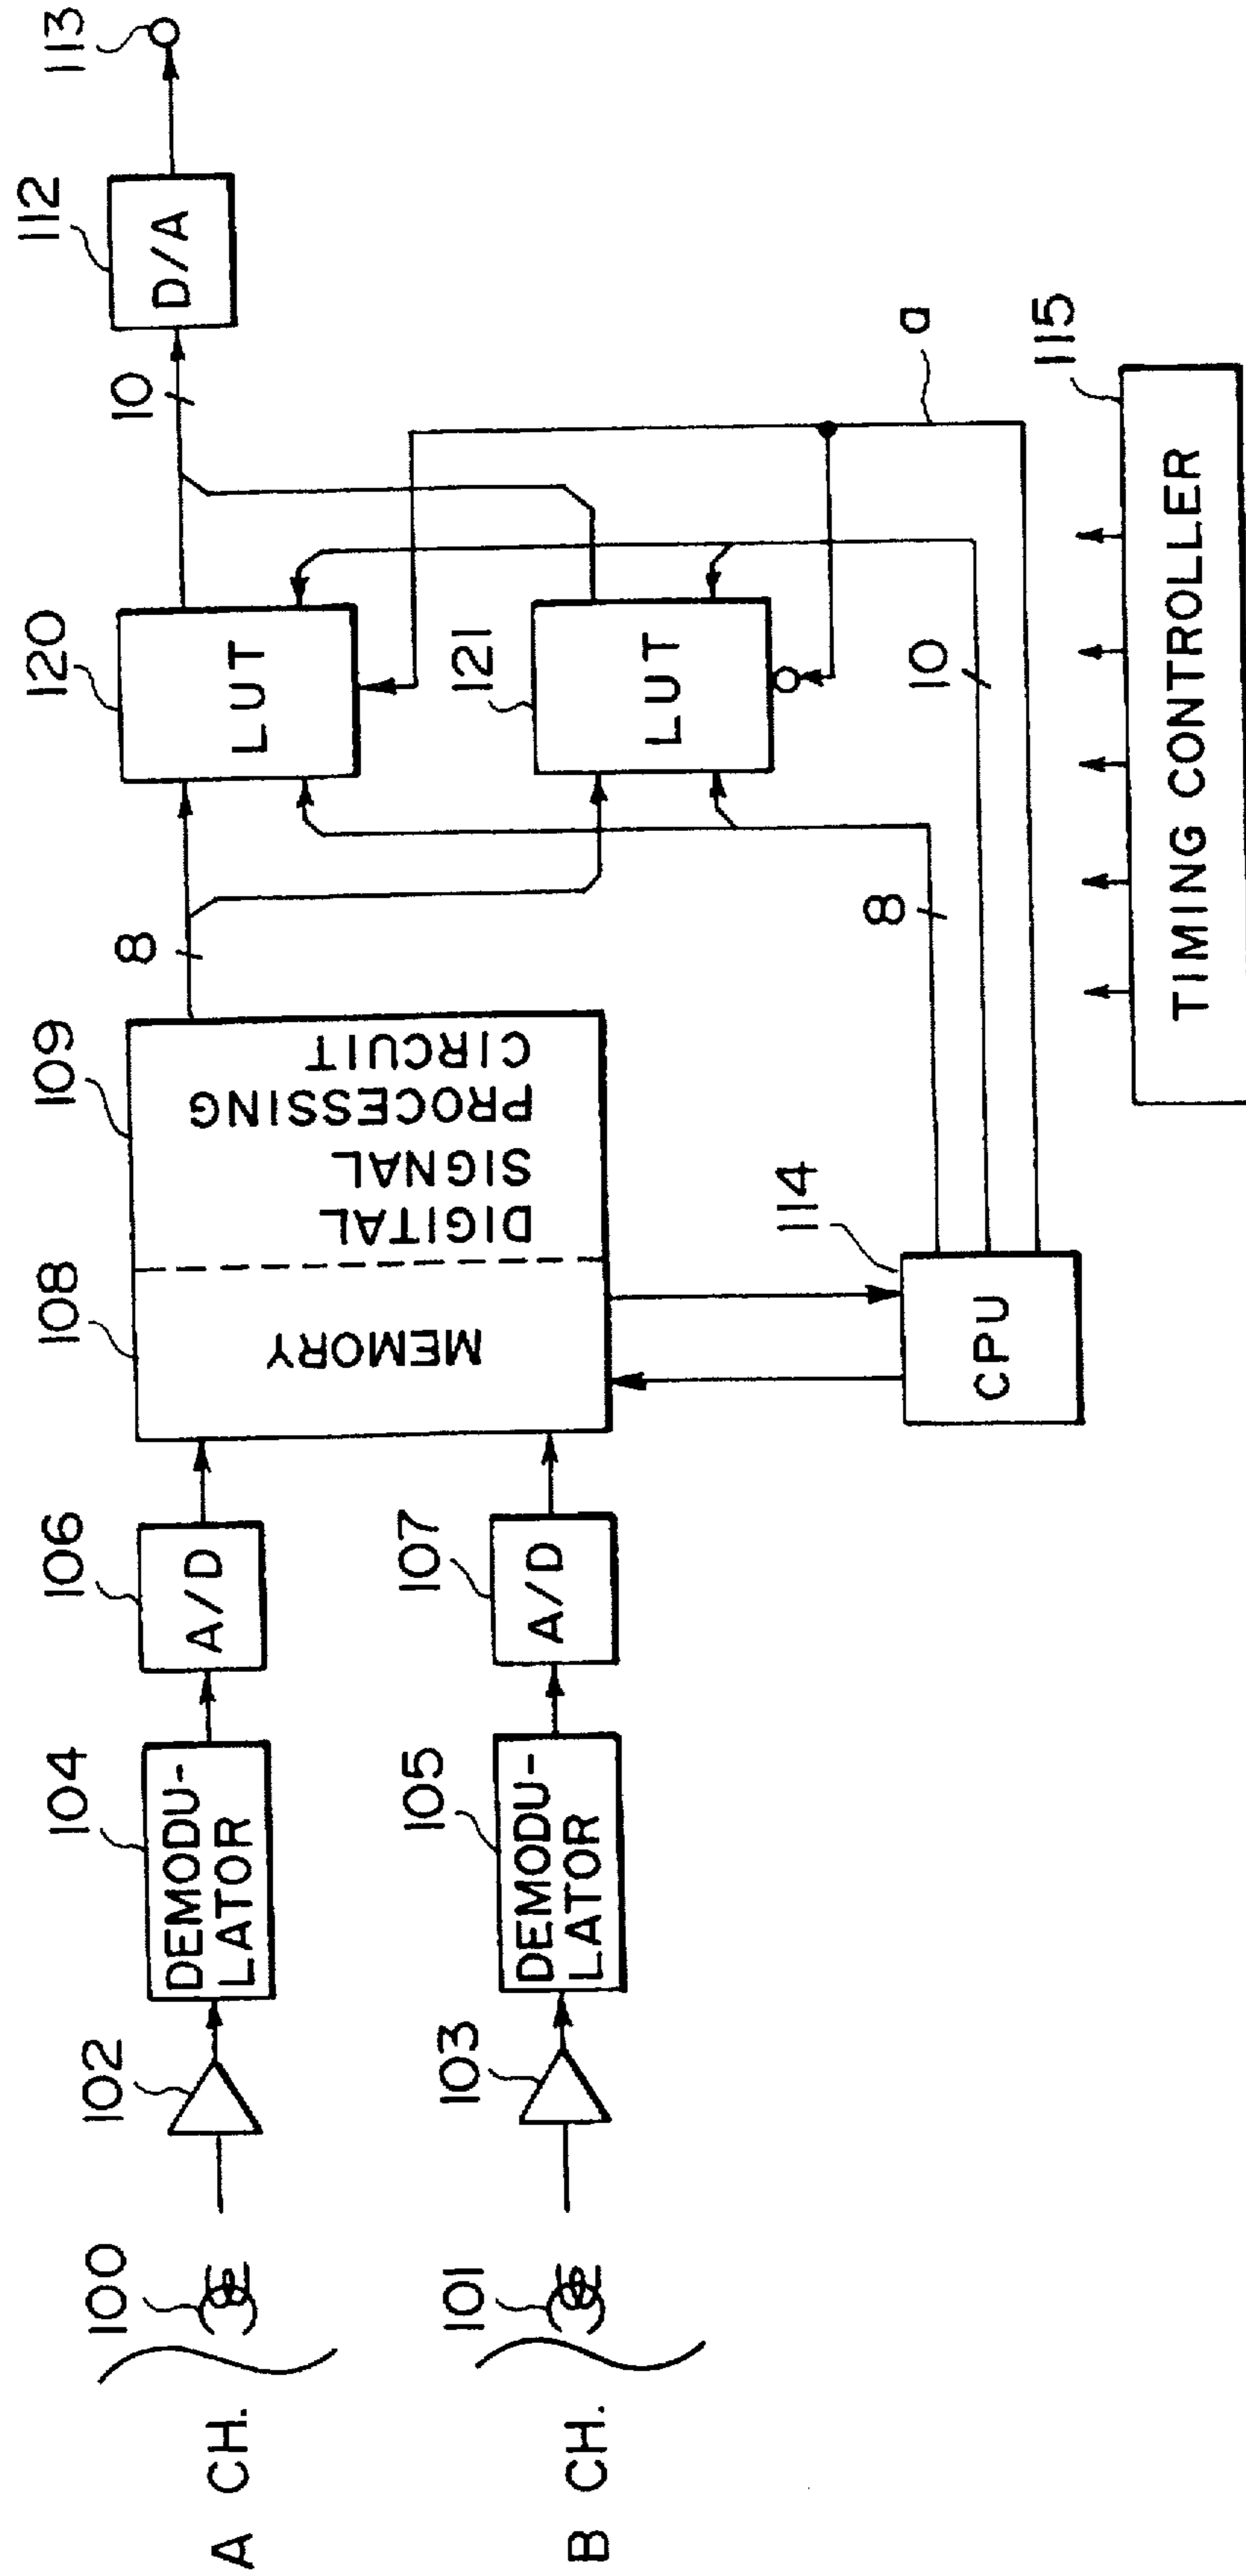 A CH.
100
102
104
DEMODU-
LATOR
106
A/D
108
MEMORY
109
DIGITAL
SIGNAL
PROCESSING
CIRCUIT
8
120
LUT
10
112
D/A
113
B CH.
101
103
105
DEMODU-
LATOR
107
A/D
121
LUT
a
114
CPU
8
10
115
TIMING CONTROLLER